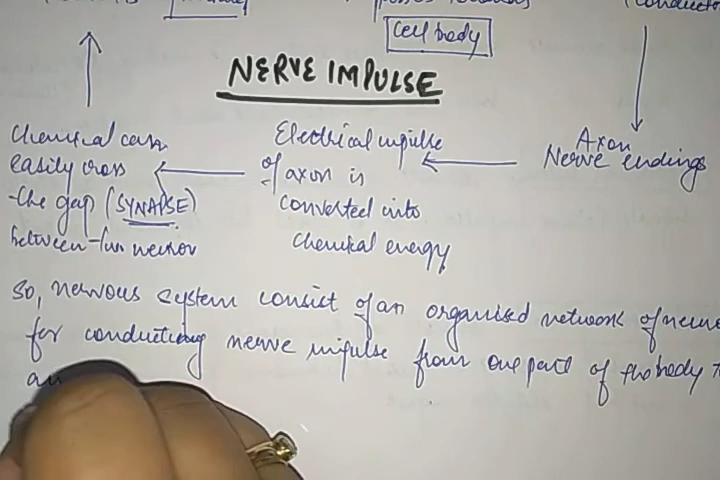 Cell body
NERVE IMPULSE
Chemical can
easily cross
the gap (SYNAPSE)
between two
Electrical impulse
of axon is
converted into
chemical energy
Axon
Nerve endings
So, nervous system consist of an organised network of
for conducting nerve impulse from one part of the body
an